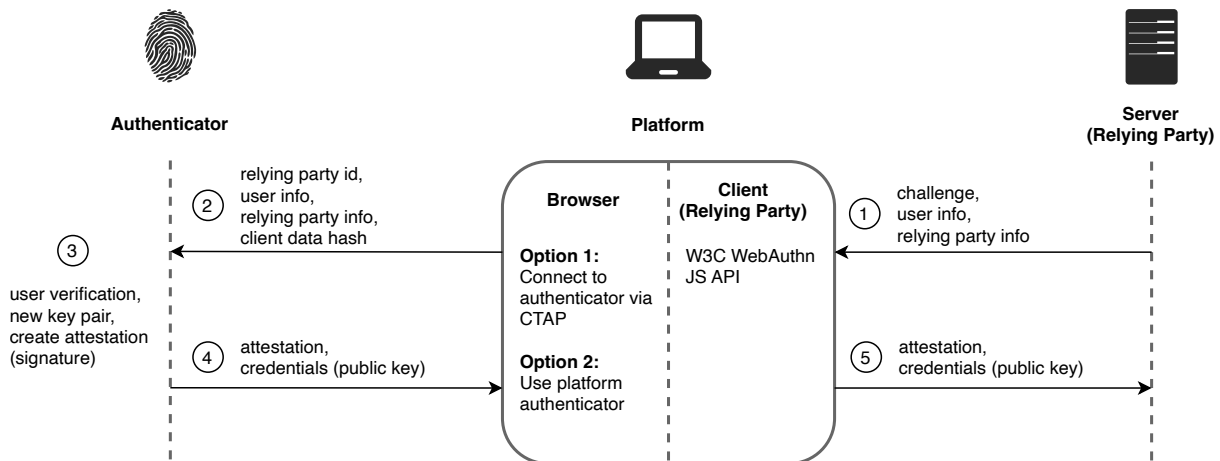 Authenticator
Platform
Server
(Relying Party)
relying party id,
user info,
relying party info,
client data hash
2
Browser
Client
(Relying Party)
1
challenge,
user info,
relying party info
3
user verification,
new key pair,
create attestation
(signature)
Option 1:
Connect to
authenticator via
CTAP
W3C WebAuthn
JS API
4
attestation,
credentials (public key)
Option 2:
Use platform
authenticator
5
attestation,
credentials (public key)